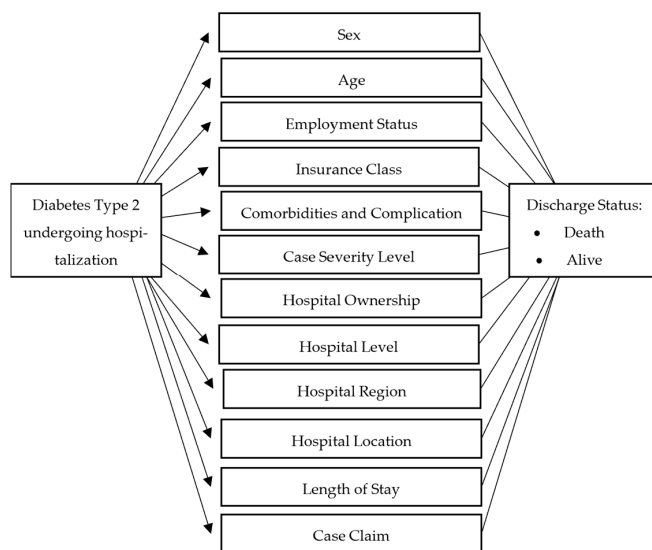 Sex
Age
Employment Status
Insurance Class
Diabetes Type 2
undergoing hospi-
talization
Comorbidities and Complication
Case Severity Level
Hospital Ownership
Hospital Level
Hospital Region
Hospital Location
Length of Stay
Case Claim
Discharge Status:
• Death
• Alive